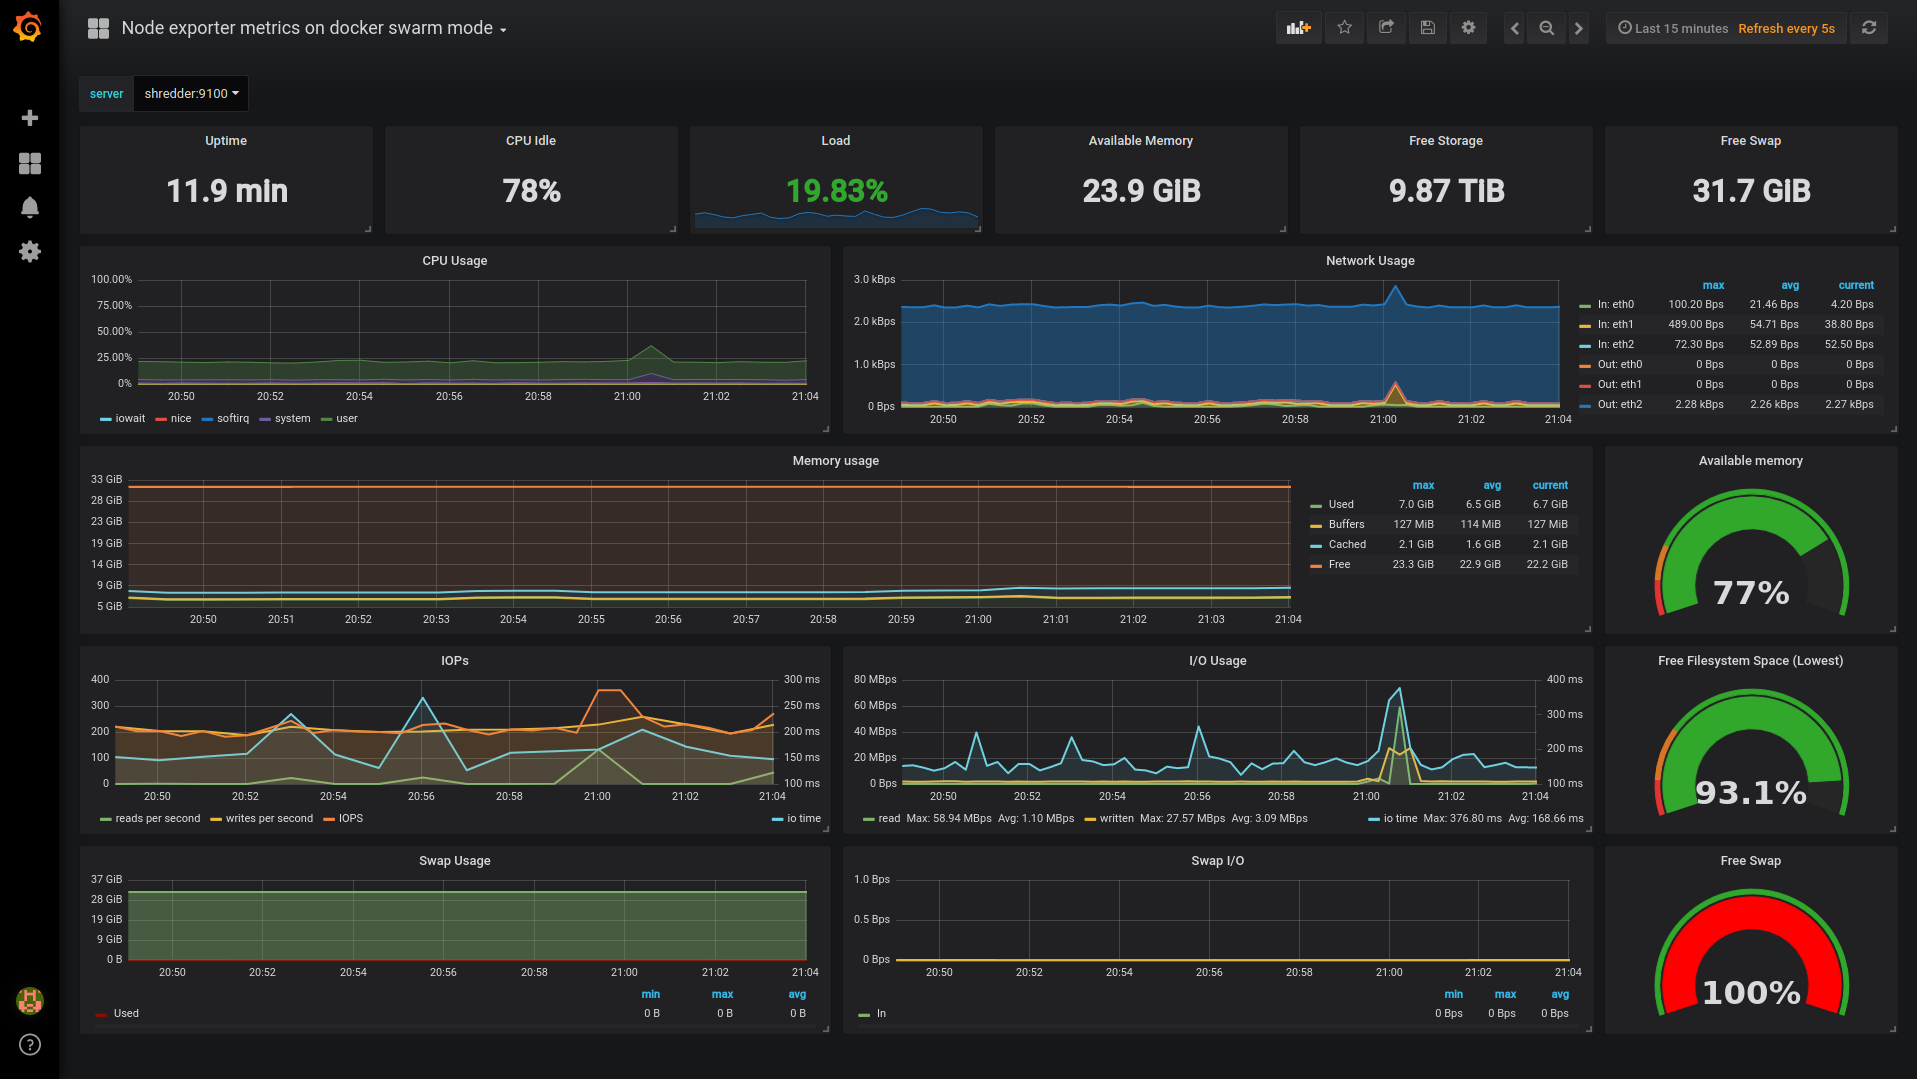 Node exporter metrics on docker swarm mode
Last 15 minutes Refresh every 5s
server shredder:9100
Uptime
11.9 min
CPU Idle
78%
Load
19.83%
Available Memory
23.9 GiB
Free Storage
9.87 TiB
Free Swap
31.7 GiB
CPU Usage
100.00%
75.00%
50.00%
25.00%
0%
20:50 20:52 20:54 20:56 20:58 21:00 21:02 21:04
iowait nice softirq system user
Network Usage
3.0 kBps
2.0 kBps
1.0 kBps
0 Bps
20:50 20:52 20:54 20:56 20:58 21:00 21:02 21:04
max avg current
In: eth0 100.20 Bps 21.46 Bps 4.20 Bps
In: eth1 489.00 Bps 54.71 Bps 38.80 Bps
In: eth2 72.30 Bps 52.89 Bps 52.50 Bps
Out: eth0 0 Bps 0 Bps 0 Bps
Out: eth1 0 Bps 0 Bps 0 Bps
Out: eth2 2.28 kBps 2.26 kBps 2.27 kBps
Memory usage
33 GiB
28 GiB
23 GiB
19 GiB
14 GiB
9 GiB
5 GiB
20:50 20:51 20:52 20:53 20:54 20:55 20:56 20:57 20:58 20:59 21:00 21:01 21:02 21:03 21:04
max avg current
Used 7.0 GiB 6.5 GiB 6.7 GiB
Buffers 127 MiB 114 MiB 127 MiB
Cached 2.1 GiB 1.6 GiB 2.1 GiB
Free 23.3 GiB 22.9 GiB 22.2 GiB
Available memory
77%
IOPs
400
300
200
100
0
300 ms
250 ms
200 ms
150 ms
100 ms
20:50 20:52 20:54 20:56 20:58 21:00 21:02 21:04
reads per second writes per second IOPS io time
I/O Usage
80 MBps
60 MBps
40 MBps
20 MBps
0 Bps
400 ms
300 ms
200 ms
100 ms
20:50 20:52 20:54 20:56 20:58 21:00 21:02 21:04
read Max: 58.94 MBps Avg: 1.10 MBps written Max: 27.57 MBps Avg: 3.09 MBps io time Max: 376.80 ms Avg: 168.66 ms
Free Filesystem Space (Lowest)
93.1%
Swap Usage
37 GiB
28 GiB
19 GiB
9 GiB
0 B
20:50 20:52 20:54 20:56 20:58 21:00 21:02 21:04
min max avg
Used 0 B 0 B 0 B
Swap I/O
1.0 Bps
0.5 Bps
0 Bps
20:50 20:52 20:54 20:56 20:58 21:00 21:02 21:04
min max avg
In 0 Bps 0 Bps 0 Bps
Free Swap
100%